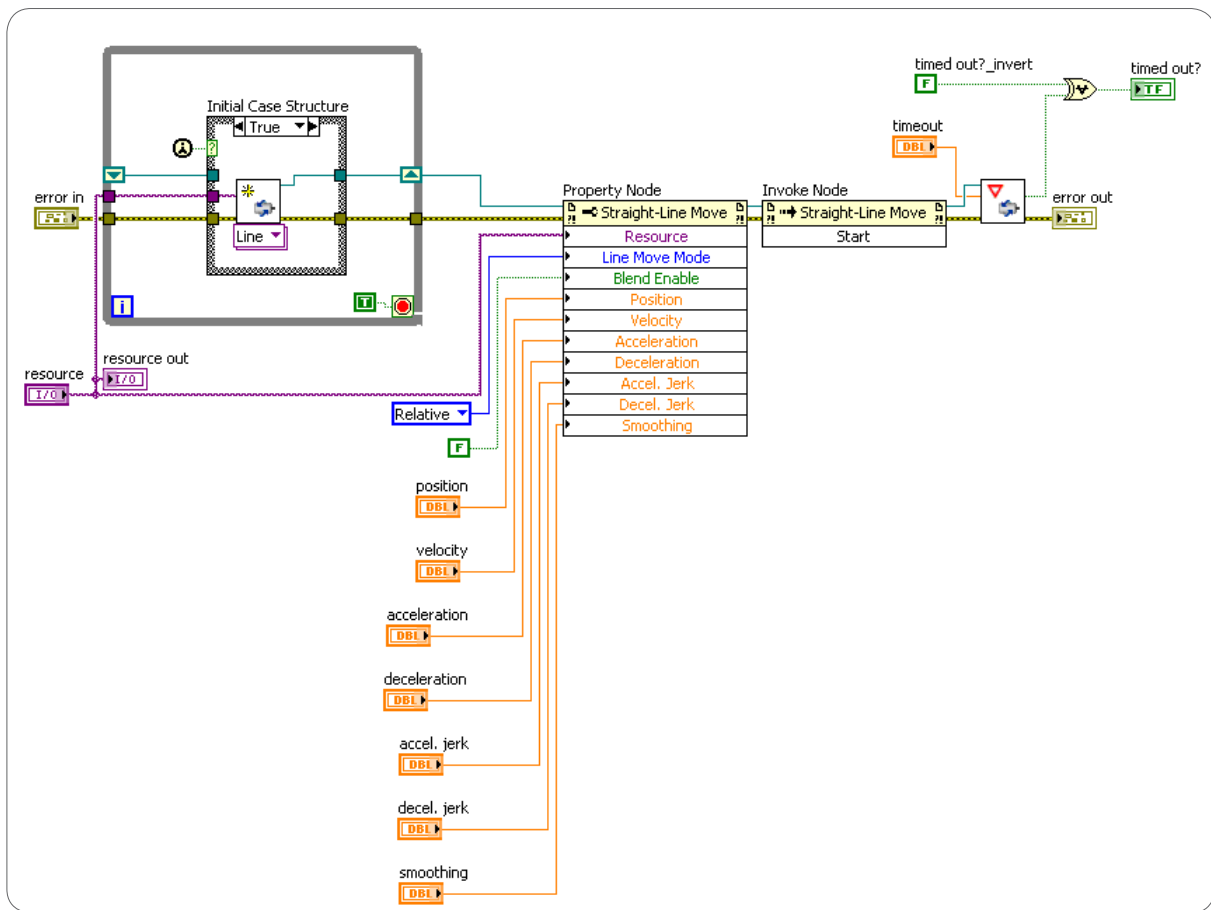 timed out?_invert
F
timed out?
TF
Initial Case Structure
True
?
timeout
DBL
error in
Property Node
Invoke Node
error out
?!
Straight-Line Move
?!
?!
Straight-Line Move
?!
Line
Resource
Start
Line Move Mode
Blend Enable
i
T
Position
Velocity
Acceleration
Deceleration
Accel. Jerk
Decel. Jerk
Smoothing
resource out
I/O
resource
I/O
Relative
F
position
DBL
velocity
DBL
acceleration
DBL
deceleration
DBL
accel. jerk
DBL
decel. jerk
DBL
smoothing
DBL